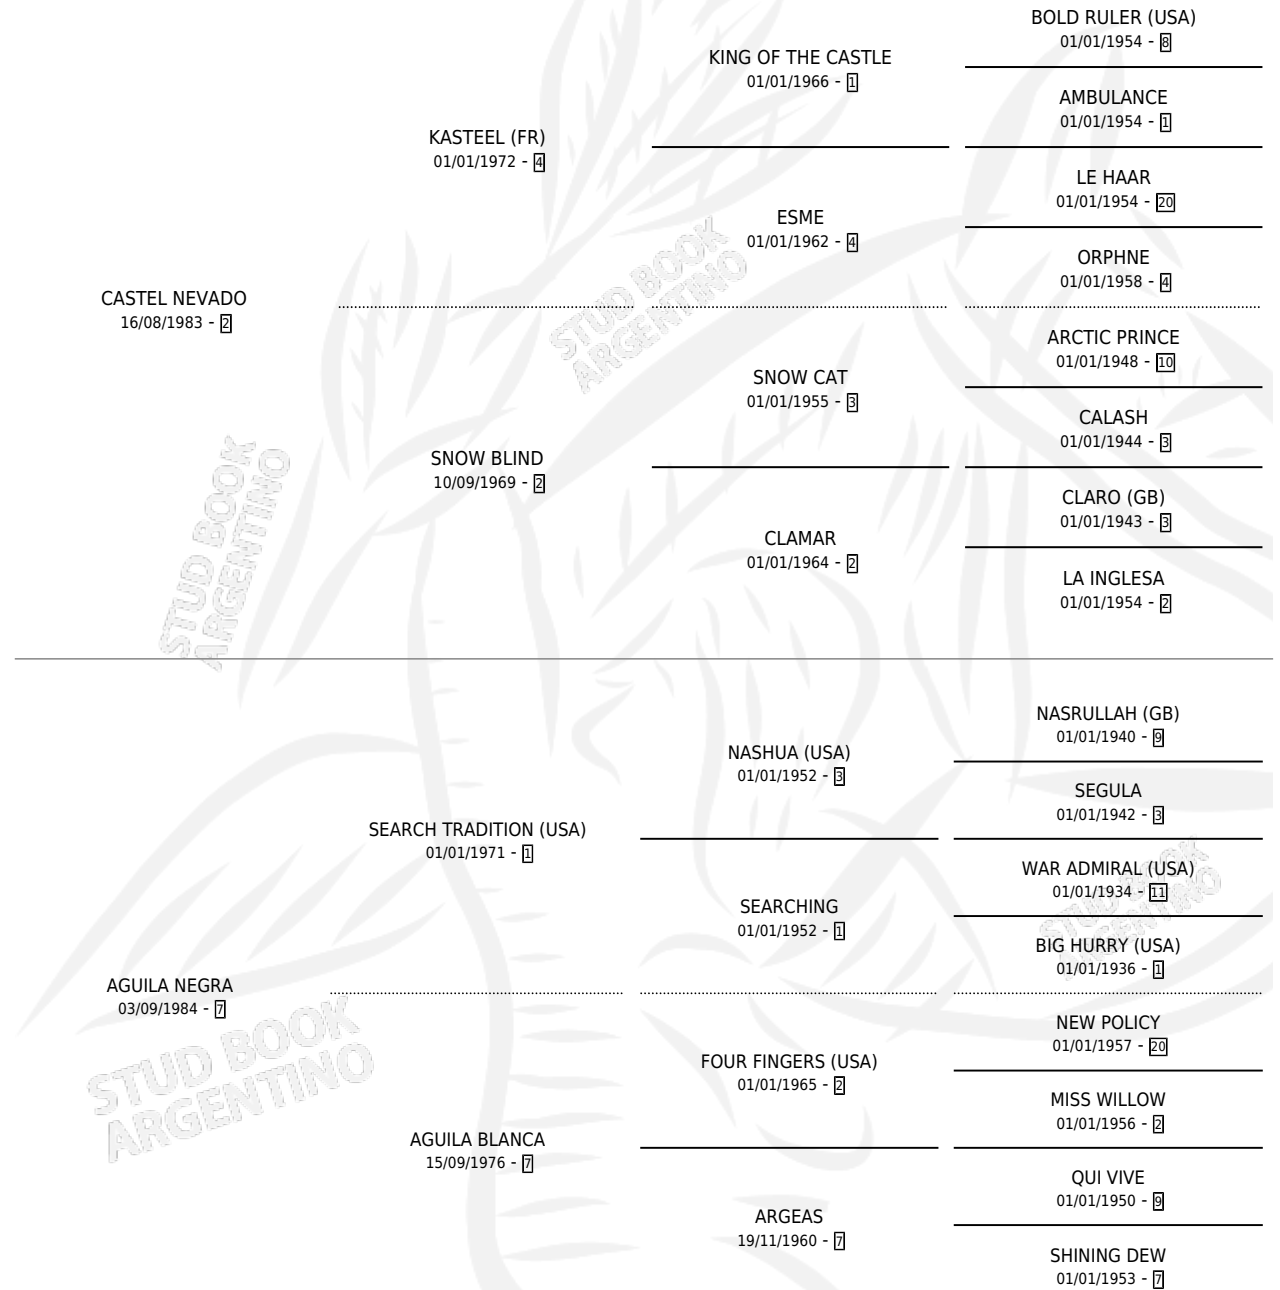 BOLD RULER (USA)
01/01/1954 - 8
KING OF THE CASTLE
01/01/1966 - 1
AMBULANCE
01/01/1954 - 1
KASTEEL (FR)
01/01/1972 - 4
LE HAAR
01/01/1954 - 20
ESME
01/01/1962 - 4
ORPHNE
01/01/1958 - 4
CASTEL NEVADO
16/08/1983 - 2
ARCTIC PRINCE
01/01/1948 - 10
SNOW CAT
01/01/1955 - 3
CALASH
01/01/1944 - 3
SNOW BLIND
10/09/1969 - 2
CLARO (GB)
01/01/1943 - 3
CLAMAR
01/01/1964 - 2
LA INGLESA
01/01/1954 - 2
NASRULLAH (GB)
01/01/1940 - 9
NASHUA (USA)
01/01/1952 - 3
SEGULA
01/01/1942 - 3
SEARCH TRADITION (USA)
01/01/1971 - 1
WAR ADMIRAL (USA)
01/01/1934 - 11
SEARCHING
01/01/1952 - 1
BIG HURRY (USA)
01/01/1936 - 1
AGUILA NEGRA
03/09/1984 - 7
NEW POLICY
01/01/1957 - 20
FOUR FINGERS (USA)
01/01/1965 - 2
MISS WILLOW
01/01/1956 - 2
AGUILA BLANCA
15/09/1976 - 7
QUI VIVE
01/01/1950 - 9
ARGEAS
19/11/1960 - 7
SHINING DEW
01/01/1953 - 7
STUD BOOK
ARGENTINO
STUD BOOK
ARGENTINO
STUD BOOK
ARGENTINO
STUD BOOK
ARGENTINO